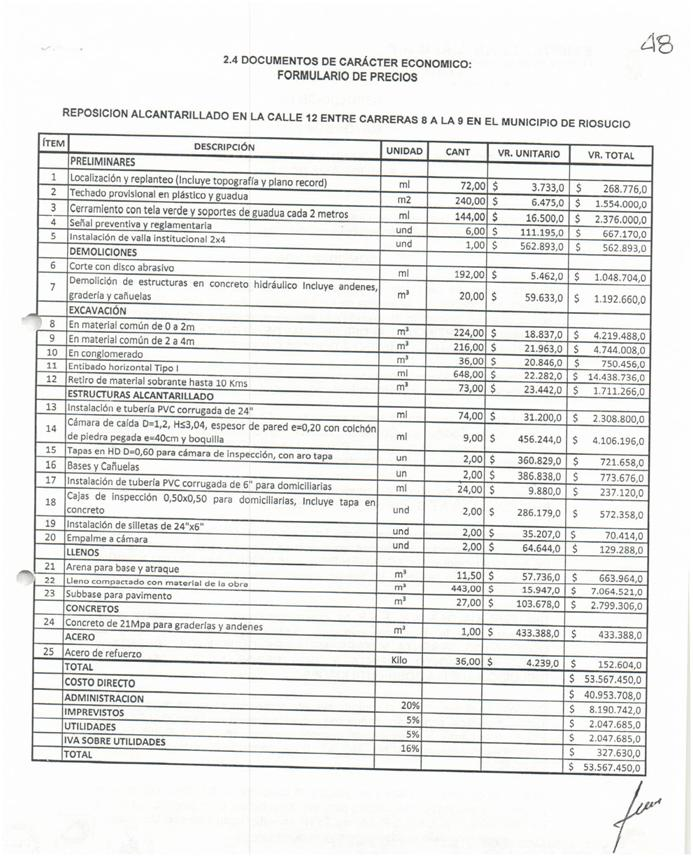 48
2.4 DOCUMENTOS DE CARÁCTER ECONOMICO:
FORMULARIO DE PRECIOS
REPOSICION ALCANTARILLADO EN LA CALLE 12 ENTRE CARRERAS 8 A LA 9 EN EL MUNICIPIO DE RIOSUCIO
ÍTEM DESCRIPCIÓN UNIDAD CANT VR. UNITARIO VR. TOTAL
PRELIMINARES
1 Localización y replanteo (Incluye topografía y plano record) ml 72,00 $ 3.733,0 $ 268.776,0
2 Techado provisional en plástico y guadua m2 240,00 $ 6.475,0 $ 1.554.000,0
3 Cerramiento con tela verde y soportes de guadua cada 2 metros ml 144,00 $ 16.500,0 $ 2.376.000,0
4 Señal preventiva y reglamentaria und 6,00 $ 111.195,0 $ 667.170,0
5 Instalación de valla institucional 2x4 und 1,00 $ 562.893,0 $ 562.893,0
DEMOLICIONES
6 Corte con disco abrasivo ml 192,00 $ 5.462,0 $ 1.048.704,0
7 Demolición de estructuras en concreto hidráulico Incluye andenes,
gradería y cañuelas m³ 20,00 $ 59.633,0 $ 1.192.660,0
EXCAVACIÓN
8 En material común de 0 a 2m m³ 224,00 $ 18.837,0 $ 4.219.488,0
9 En material común de 2 a 4m m³ 216,00 $ 21.963,0 $ 4.744.008,0
10 En conglomerado m³ 36,00 $ 20.846,0 $ 750.456,0
11 Entibado horizontal Tipo I ml 648,00 $ 22.282,0 $ 14.438.736,0
12 Retiro de material sobrante hasta 10 Kms m³ 73,00 $ 23.442,0 $ 1.711.266,0
ESTRUCTURAS ALCANTARILLADO
13 Instalación e tubería PVC corrugada de 24" ml 74,00 $ 31.200,0 $ 2.308.800,0
14 Cámara de caída D=1,2, H≤3,04, espesor de pared e=0,20 con colchón
de piedra pegada e=40cm y boquilla ml 9,00 $ 456.244,0 $ 4.106.196,0
15 Tapas en HD D=0,60 para cámara de inspección, con aro tapa un 2,00 $ 360.829,0 $ 721.658,0
16 Bases y Cañuelas un 2,00 $ 386.838,0 $ 773.676,0
17 Instalación de tubería PVC corrugada de 6" para domiciliarias ml 24,00 $ 9.880,0 $ 237.120,0
18 Cajas de inspección 0,50x0,50 para domiciliarias, Incluye tapa en
concreto und 2,00 $ 286.179,0 $ 572.358,0
19 Instalación de silletas de 24"x6" und 2,00 $ 35.207,0 $ 70.414,0
20 Empalme a cámara und 2,00 $ 64.644,0 $ 129.288,0
LLENOS
21 Arena para base y atraque m³ 11,50 $ 57.736,0 $ 663.964,0
22 Lleno compactado con material de la obra m³ 443,00 $ 15.947,0 $ 7.064.521,0
23 Subbase para pavimento m³ 27,00 $ 103.678,0 $ 2.799.306,0
CONCRETOS
24 Concreto de 21Mpa para graderías y andenes m³ 1,00 $ 433.388,0 $ 433.388,0
ACERO
25 Acero de refuerzo Kilo 36,00 $ 4.239,0 $ 152.604,0
TOTAL $ 53.567.450,0
COSTO DIRECTO $ 40.953.708,0
ADMINISTRACION 20% $ 8.190.742,0
IMPREVISTOS 5% $ 2.047.685,0
UTILIDADES 5% $ 2.047.685,0
IVA SOBRE UTILIDADES 16% $ 327.630,0
TOTAL $ 53.567.450,0